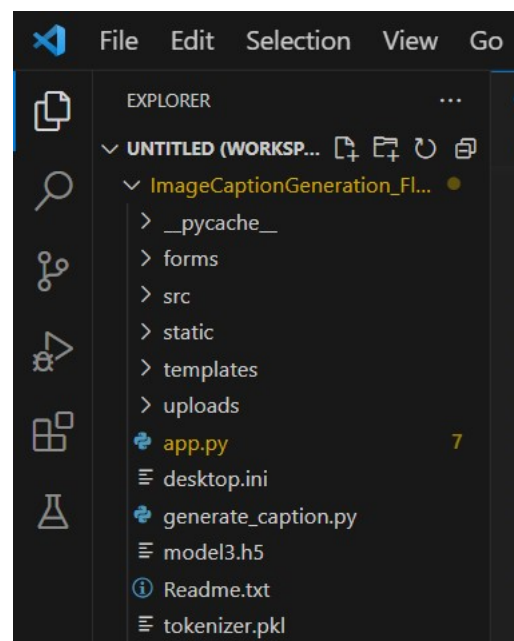 File Edit Selection View Go
EXPLORER ...
UNTITLED (WORKSP...
ImageCaptionGeneration_Fl...
__pycache__
forms
src
static
templates
uploads
app.py 7
desktop.ini
generate_caption.py
model3.h5
Readme.txt
tokenizer.pkl